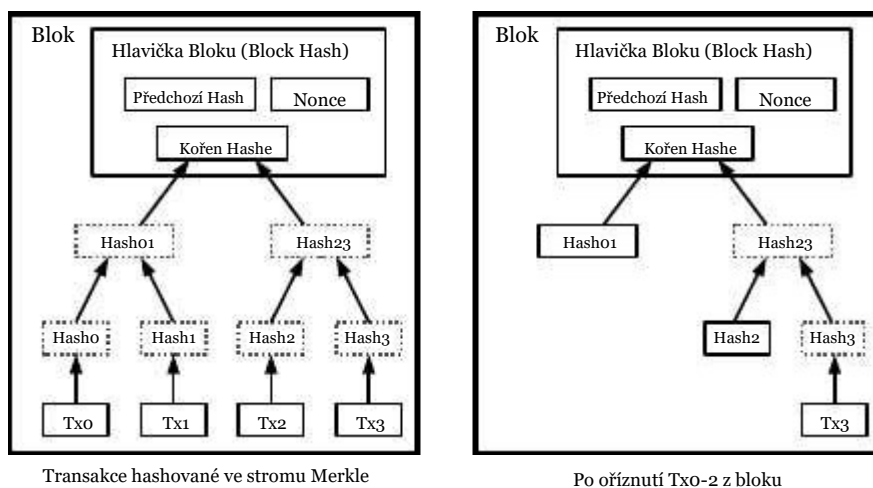 Blok
Hlavička Bloku (Block Hash)
Předchozí Hash
Nonce
Kořen Hashe
Hash01
Hash23
Hash0
Hash1
Hash2
Hash3
Tx0
Tx1
Tx2
Tx3
Transakce hashované ve stromu Merkle
Blok
Hlavička Bloku (Block Hash)
Předchozí Hash
Nonce
Kořen Hashe
Hash01
Hash23
Hash2
Hash3
Tx3
Po oříznutí Tx0-2 z bloku